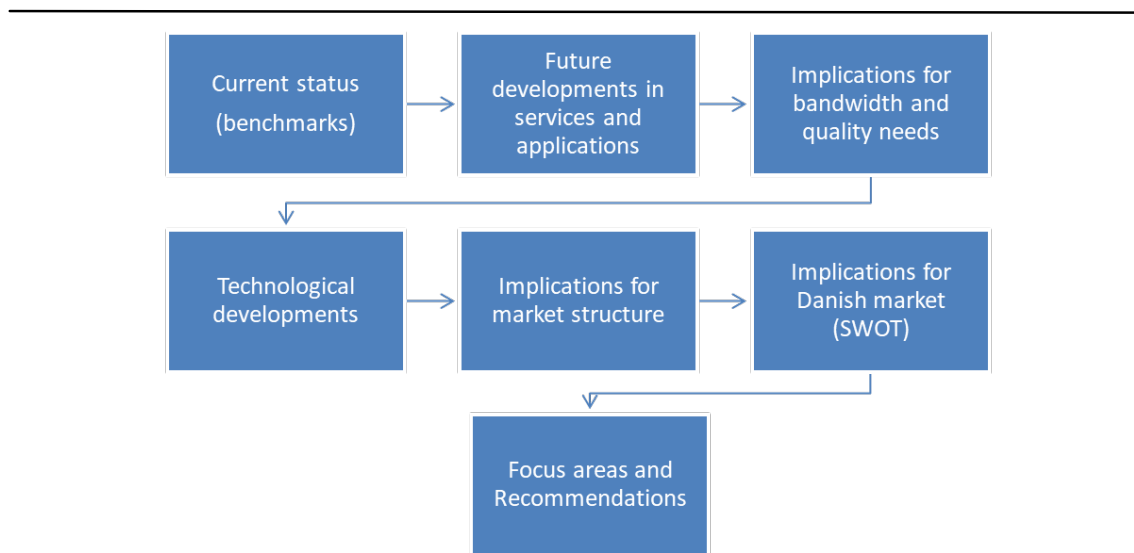 Current status
(benchmarks)
Future
developments in
services and
applications
Implications for
bandwidth and
quality needs
Technological
developments
Implications for
market structure
Implications for
Danish market
(SWOT)
Focus areas and
Recommendations